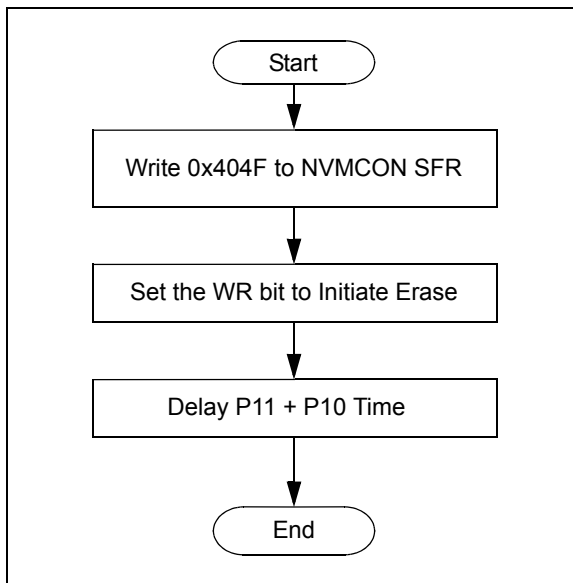 Start
Write 0x404F to NVMCON SFR
Set the WR bit to Initiate Erase
Delay P11 + P10 Time
End